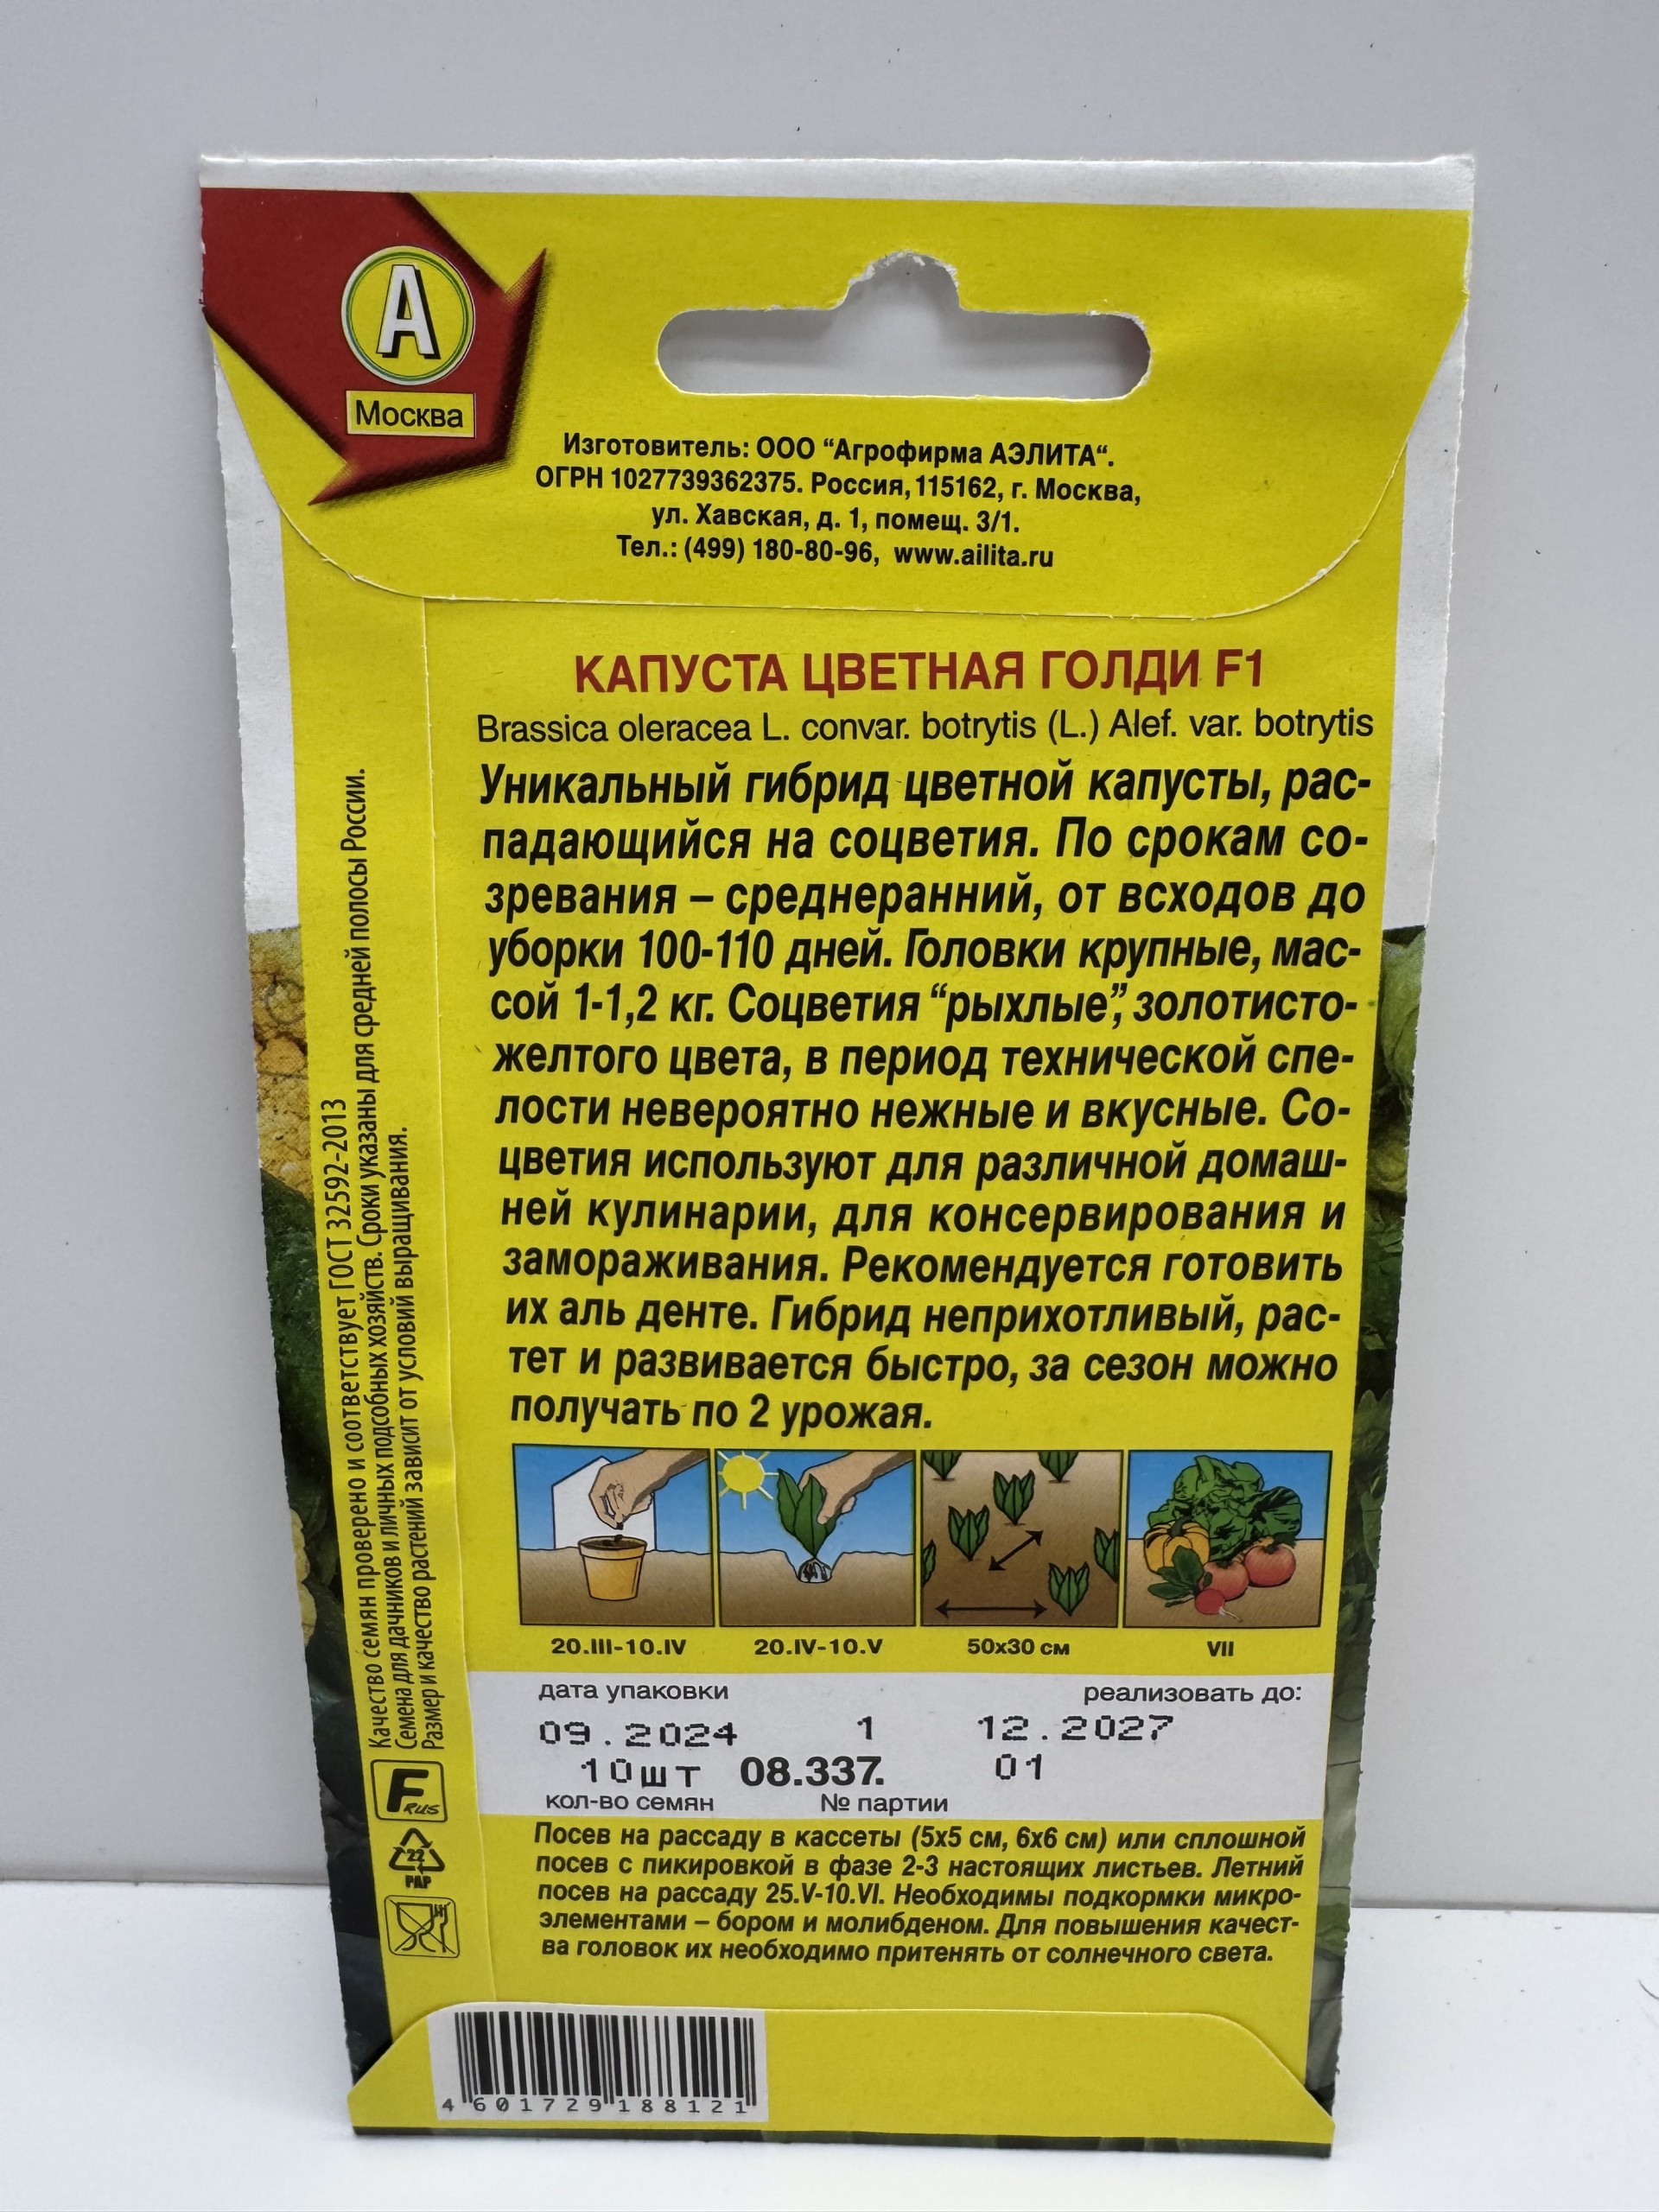 А
Москва
Изготовитель: ООО “Агрофирма АЭЛИТА“.
ОГРН 1027739362375. Россия, 115162, г. Москва,
ул. Хавская, д. 1, помещ. 3/1.
Тел.: (499) 180-80-96, www.ailita.ru
КАПУСТА ЦВЕТНАЯ ГОЛДИ F1
Brassica oleracea L. convar. botrytis (L.) Alef. var. botrytis
Уникальный гибрид цветной капусты, рас-
падающийся на соцветия. По срокам со-
зревания – среднеранний, от всходов до
уборки 100-110 дней. Головки крупные, мас-
сой 1-1,2 кг. Соцветия “рыхлые”, золотисто-
желтого цвета, в период технической спе-
лости невероятно нежные и вкусные. Со-
цветия используют для различной домаш-
ней кулинарии, для консервирования и
замораживания. Рекомендуется готовить
их аль денте. Гибрид неприхотливый, рас-
тет и развивается быстро, за сезон можно
получать по 2 урожая.
20.III-10.IV 20.IV-10.V 50х30 см VII
дата упаковки реализовать до:
09.2024 1 12.2027
10шт 08.337. 01
кол-во семян № партии
Посев на рассаду в кассеты (5х5 см, 6х6 см) или сплошной
посев с пикировкой в фазе 2-3 настоящих листьев. Летний
посев на рассаду 25.V-10.VI. Необходимы подкормки микро-
элементами – бором и молибденом. Для повышения качест-
ва головок их необходимо притенять от солнечного света.
Качество семян проверено и соответствует ГОСТ 32592-2013
Семена для дачников и личных подсобных хозяйств. Сроки указаны для средней полосы России.
Размер и качество растений зависит от условий выращивания.
F RUS
22
PAP
4 601729 188121